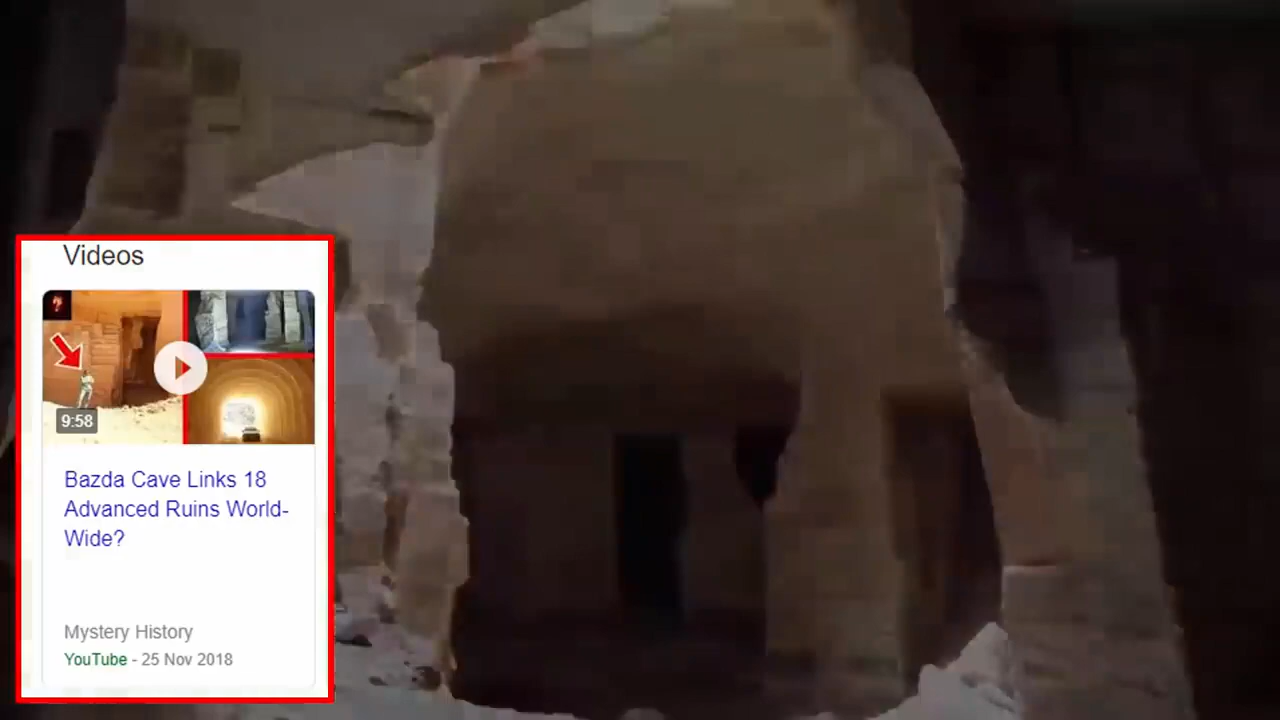 Videos
9:58
Bazda Cave Links 18
Advanced Ruins World-
Wide?
Mystery History
YouTube - 25 Nov 2018